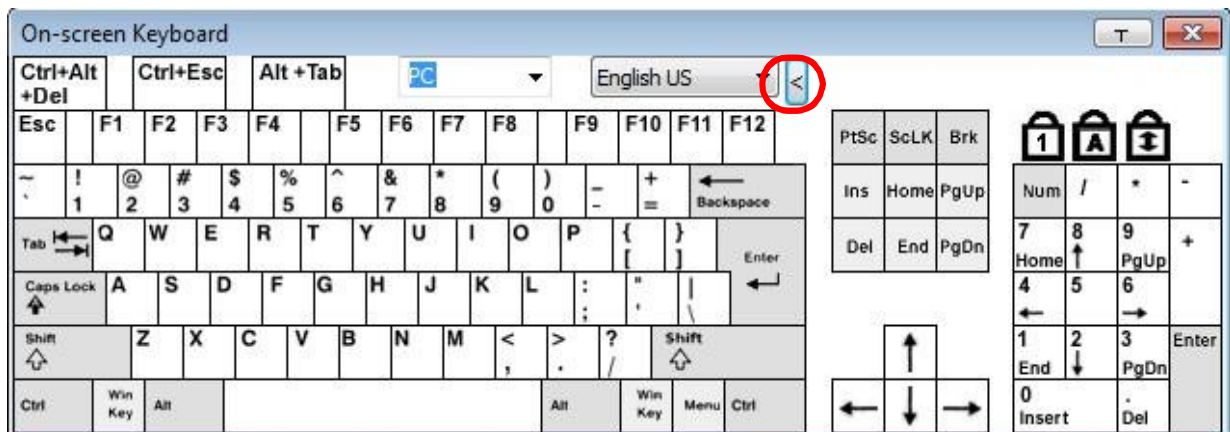 On-screen Keyboard T X
Ctrl+Alt
+Del Ctrl+Esc Alt +Tab PC English US <
Esc F1 F2 F3 F4 F5 F6 F7 F8 F9 F10 F11 F12
PtSc ScLK Brk 1 A
~ ! @ # $ % ^ & * ( ) _ +
` 1 2 3 4 5 6 7 8 9 0 - = Backspace
Ins Home PgUp Num / * -
Tab Q W E R T Y U I O P { }
[ ] Enter
Del End PgDn 7 8 9 +
Home PgUp
Caps Lock A S D F G H J K L : " |
; ' \
4 5 6
Shift Z X C V B N M < > ? Shift
, . /
1 2 3 Enter
End PgDn
Ctrl Win
Key Alt Alt Win
Key Menu Ctrl
0 .
Insert Del